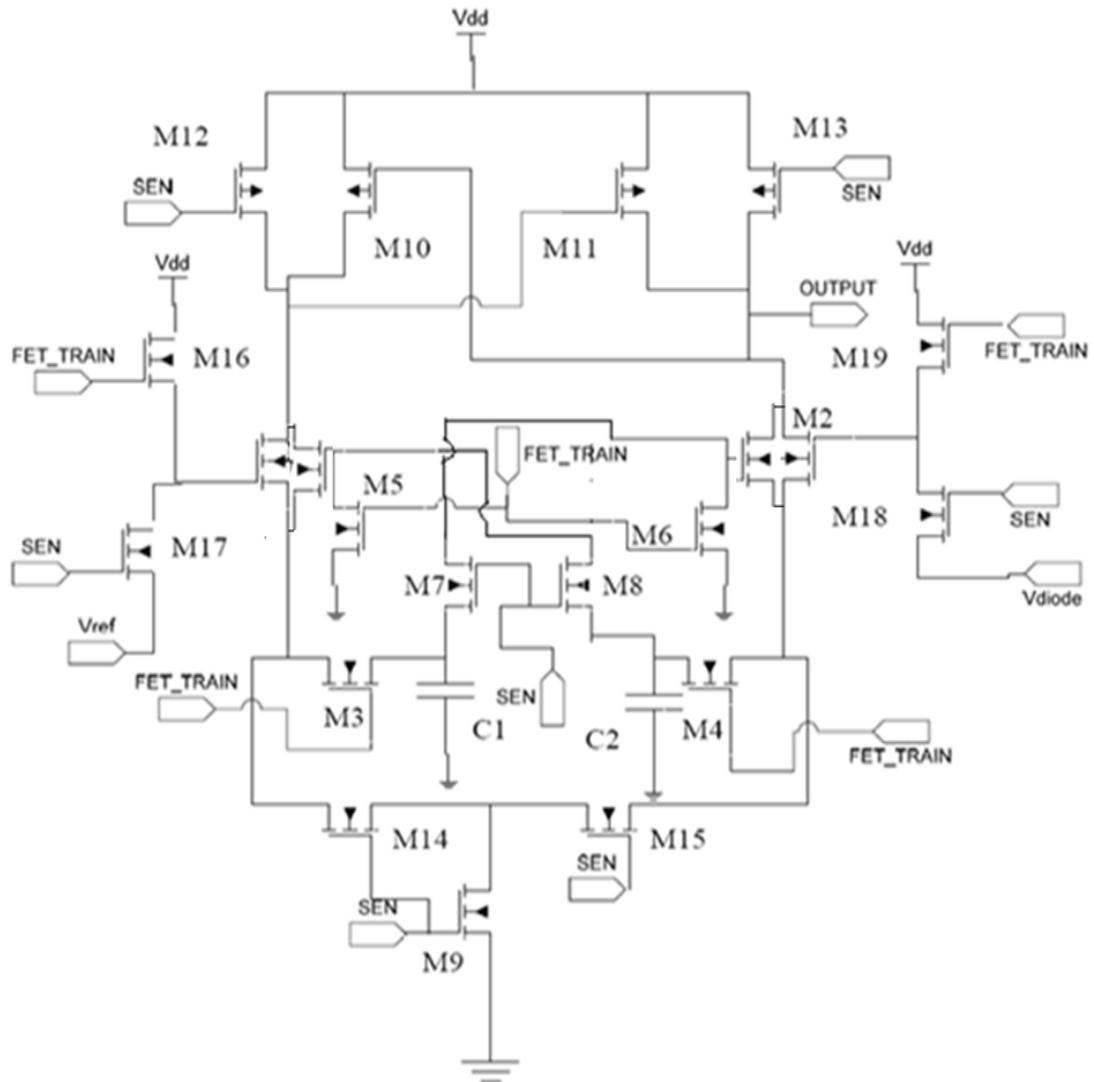 Vdd
M12
M13
SEN
SEN
M10
M11
Vdd
Vdd
OUTPUT
FET_TRAIN
M16
M19
FET_TRAIN
M2
FET_TRAIN
M5
SEN
M17
M6
M18
SEN
M7
M8
Vdiode
Vref
FET_TRAIN
SEN
M3
C1
C2
M4
FET_TRAIN
M14
M15
SEN
SEN
M9